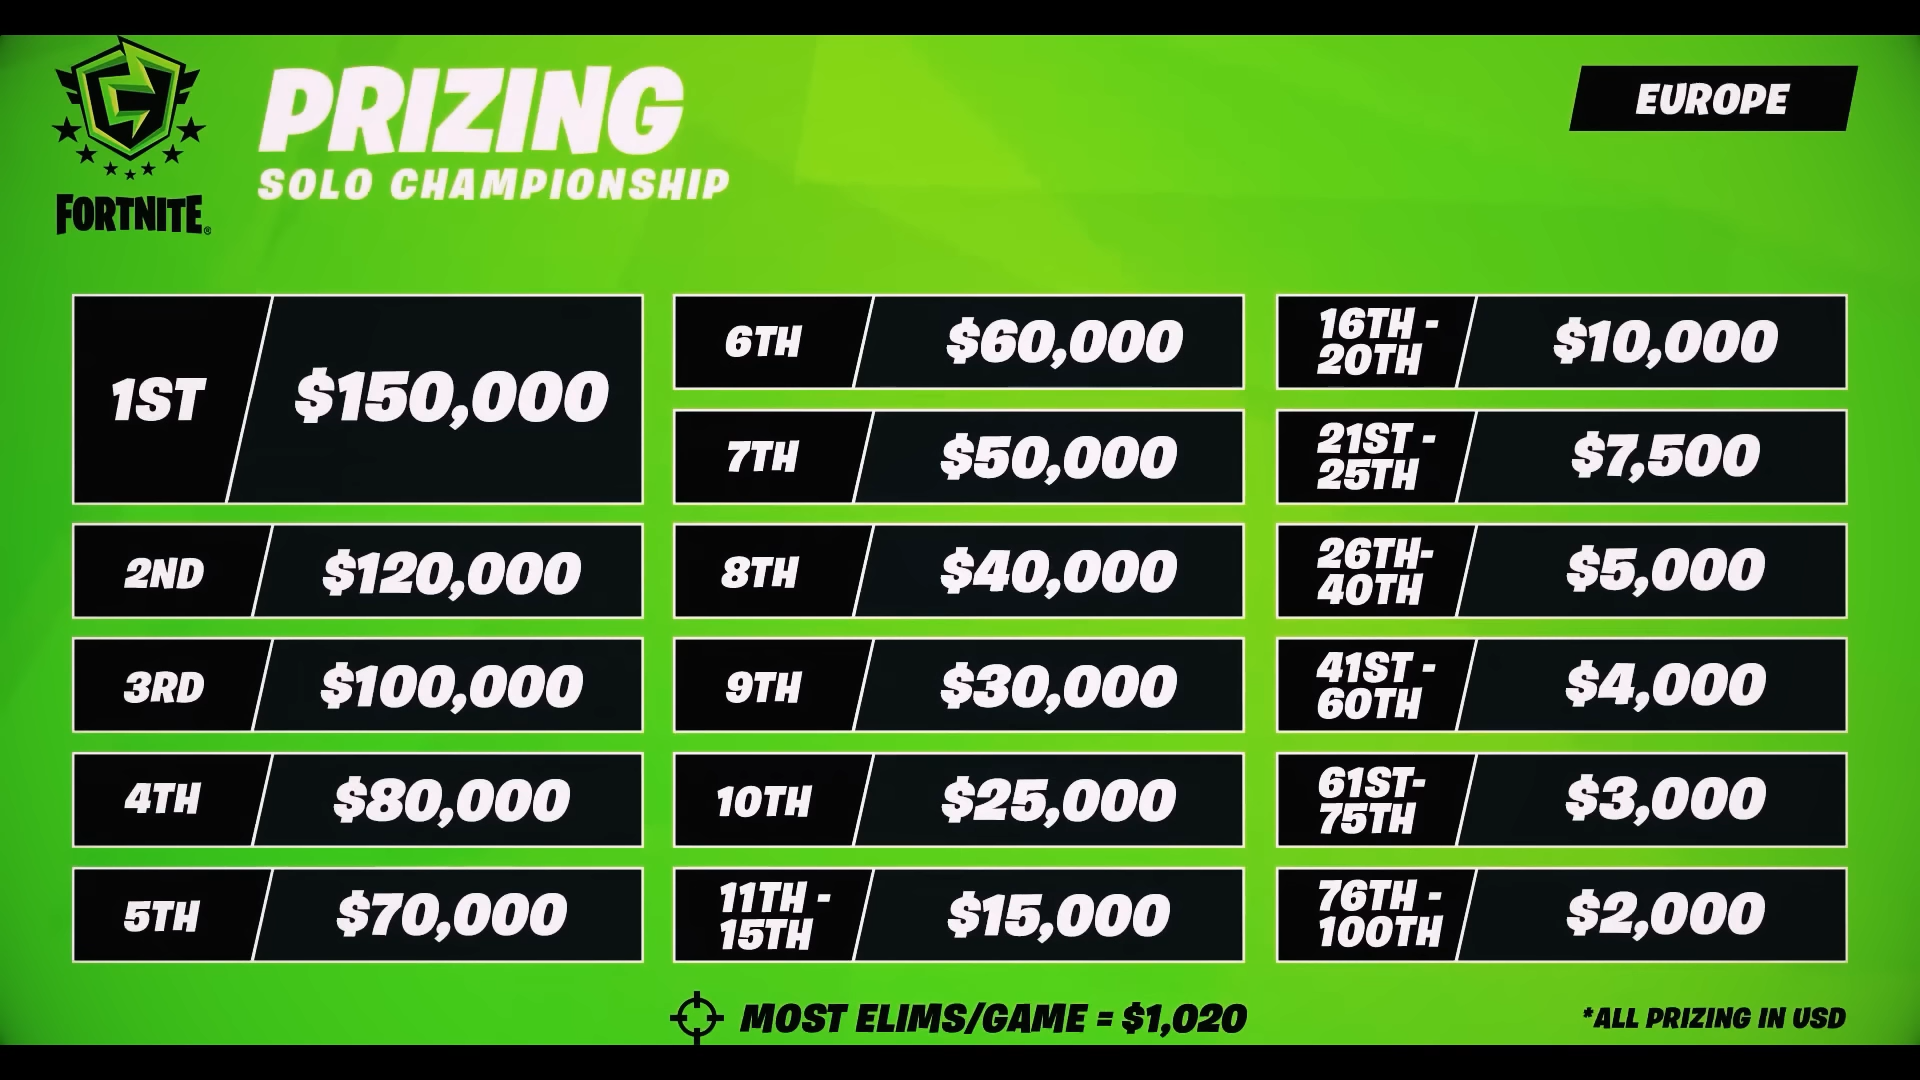 PRIZING
SOLO CHAMPIONSHIP
FORTNITE®
EUROPE
1ST $150,000
2ND $120,000
3RD $100,000
4TH $80,000
5TH $70,000
6TH $60,000
7TH $50,000
8TH $40,000
9TH $30,000
10TH $25,000
11TH -
15TH
$15,000
16TH -
20TH
$10,000
21ST -
25TH
$7,500
26TH-
40TH
$5,000
41ST -
60TH
$4,000
61ST-
75TH
$3,000
76TH -
100TH
$2,000
MOST ELIMS/GAME = $1,020
*ALL PRIZING IN USD